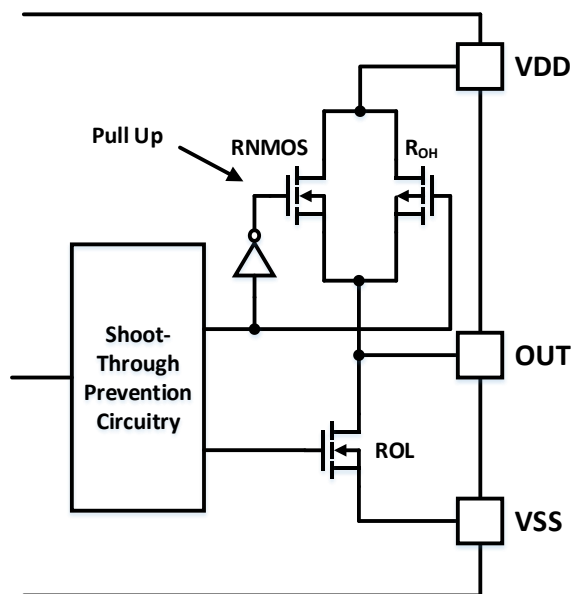 VDD
Pull Up
RNMOS
ROH
Shoot-
Through
Prevention
Circuitry
OUT
ROL
VSS